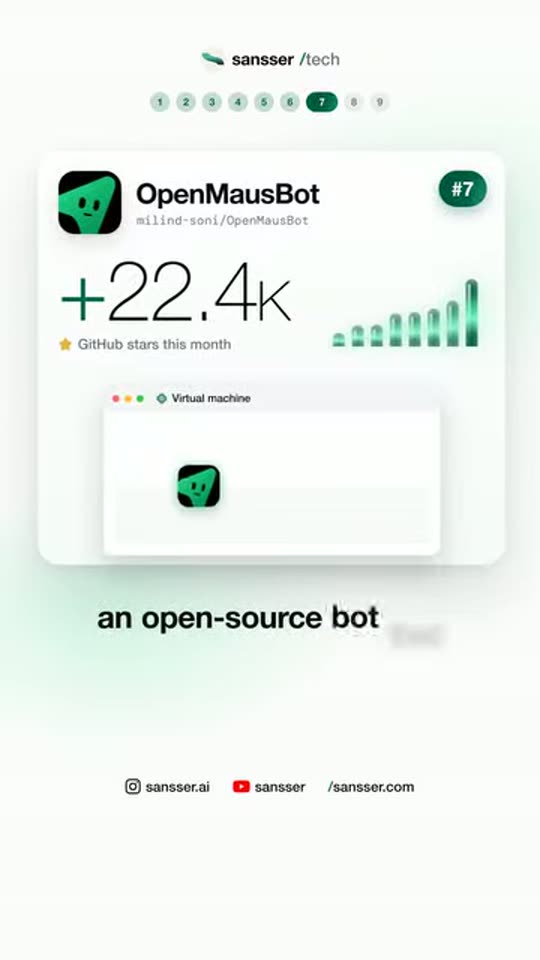 sansser /tech
1 2 3 4 5 6 7 8 9
OpenMausBot
#7
milind-soni/OpenMausBot
+22.4K
GitHub stars this month
Virtual machine
an open-source bot
sansser.ai sansser /sansser.com